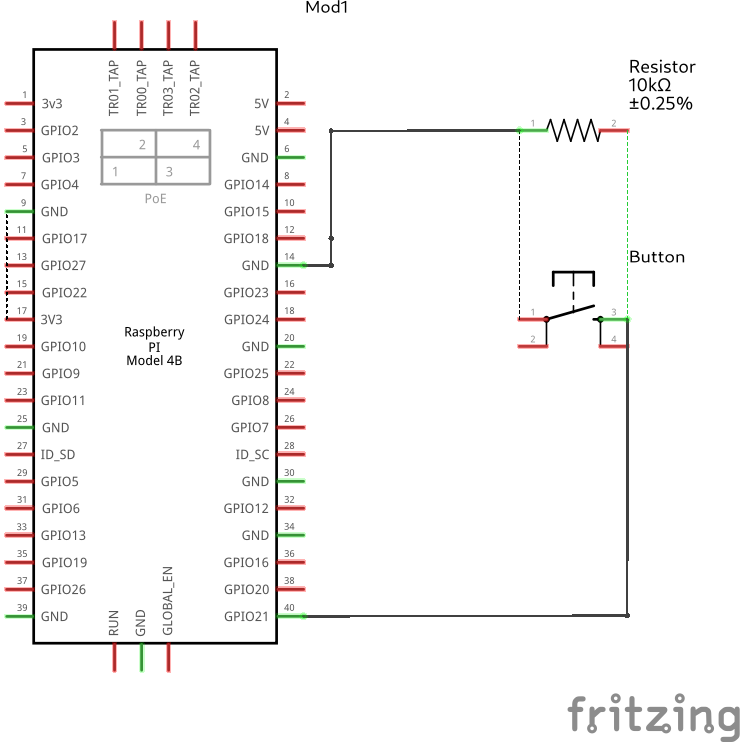 Mod1
TR01_TAP
TR00_TAP
TR03_TAP
TR02_TAP
Resistor
10kΩ
±0.25%
1 3v3 5V 2
3 GPIO2 5V 4
1 2
5 GPIO3 GND 6
2 4
7 GPIO4 GPIO14 8
1 3
PoE
9 GND GPIO15 10
11 GPIO17 GPIO18 12
13 GPIO27 GND 14
Button
15 GPIO22 GPIO23 16
17 3V3 GPIO18 18
1 3
Raspberry
PI
Model 4B
19 GPIO10 GND 20
2 4
21 GPIO9 GPIO25 22
23 GPIO11 GPIO8 24
25 GND GPIO7 26
27 ID_SD ID_SC 28
29 GPIO5 GND 30
31 GPIO6 GPIO12 32
33 GPIO13 GND 34
35 GPIO19 GPIO16 36
37 GPIO26 GPIO20 38
39 GND GPIO21 40
RUN
GND
GLOBAL_EN
fritzing